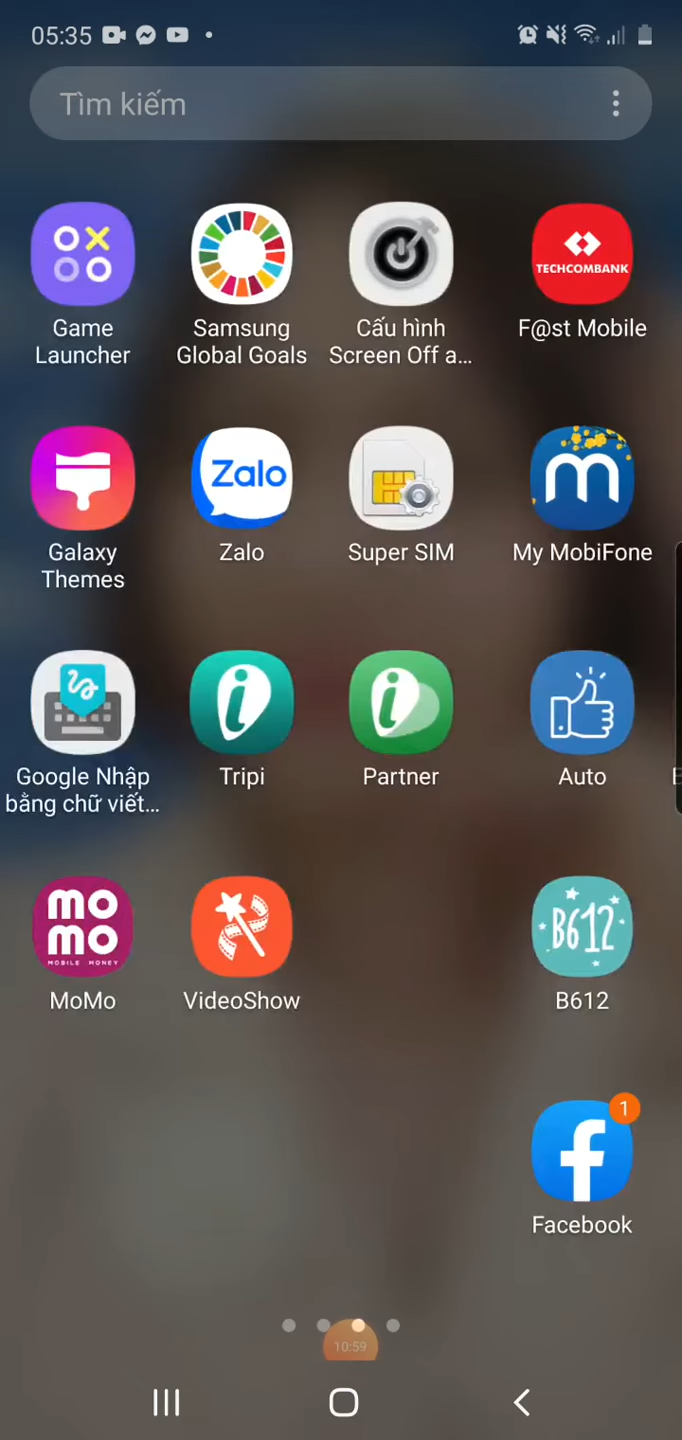 05:35
Tìm kiếm
TECHCOMBANK
Game
Launcher
Samsung
Global Goals
Cấu hình
Screen Off a...
F@st Mobile
Zalo
Galaxy
Themes
Zalo
Super SIM
My MobiFone
Google Nhập
bằng chữ viết...
Tripi
Partner
Auto
mo
mo
MOBILE MONEY
B612
MoMo
VideoShow
B612
1
Facebook
10:59